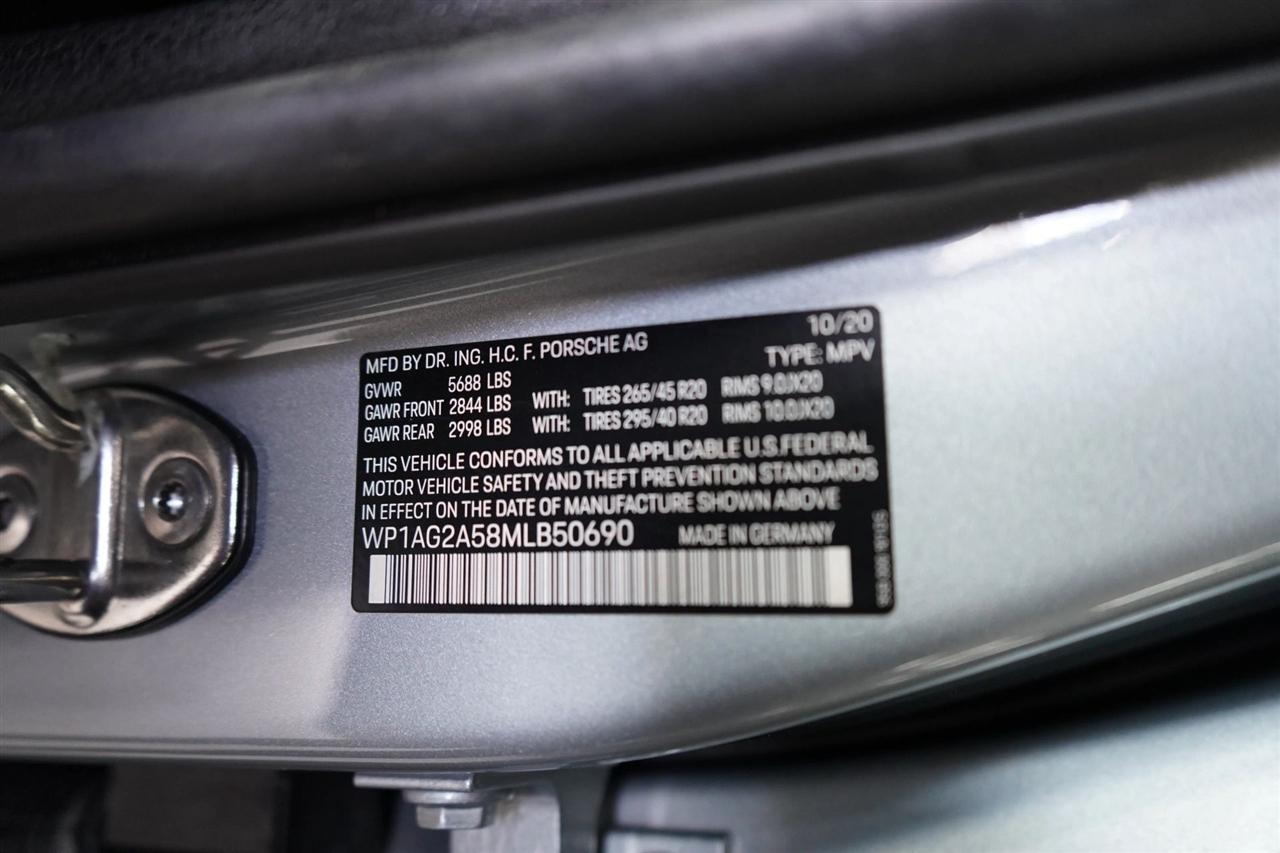 10/20
MFD BY DR. ING. H.C. F. PORSCHE AG TYPE: MPV
GVWR 5688 LBS
GAWR FRONT 2844 LBS WITH: TIRES 265/45 R20 RIMS 9.0JX20
GAWR REAR 2998 LBS WITH: TIRES 295/40 R20 RIMS 10.0JX20
THIS VEHICLE CONFORMS TO ALL APPLICABLE U.S.FEDERAL
MOTOR VEHICLE SAFETY AND THEFT PREVENTION STANDARDS
IN EFFECT ON THE DATE OF MANUFACTURE SHOWN ABOVE
WP1AG2A58MLB50690 MADE IN GERMANY